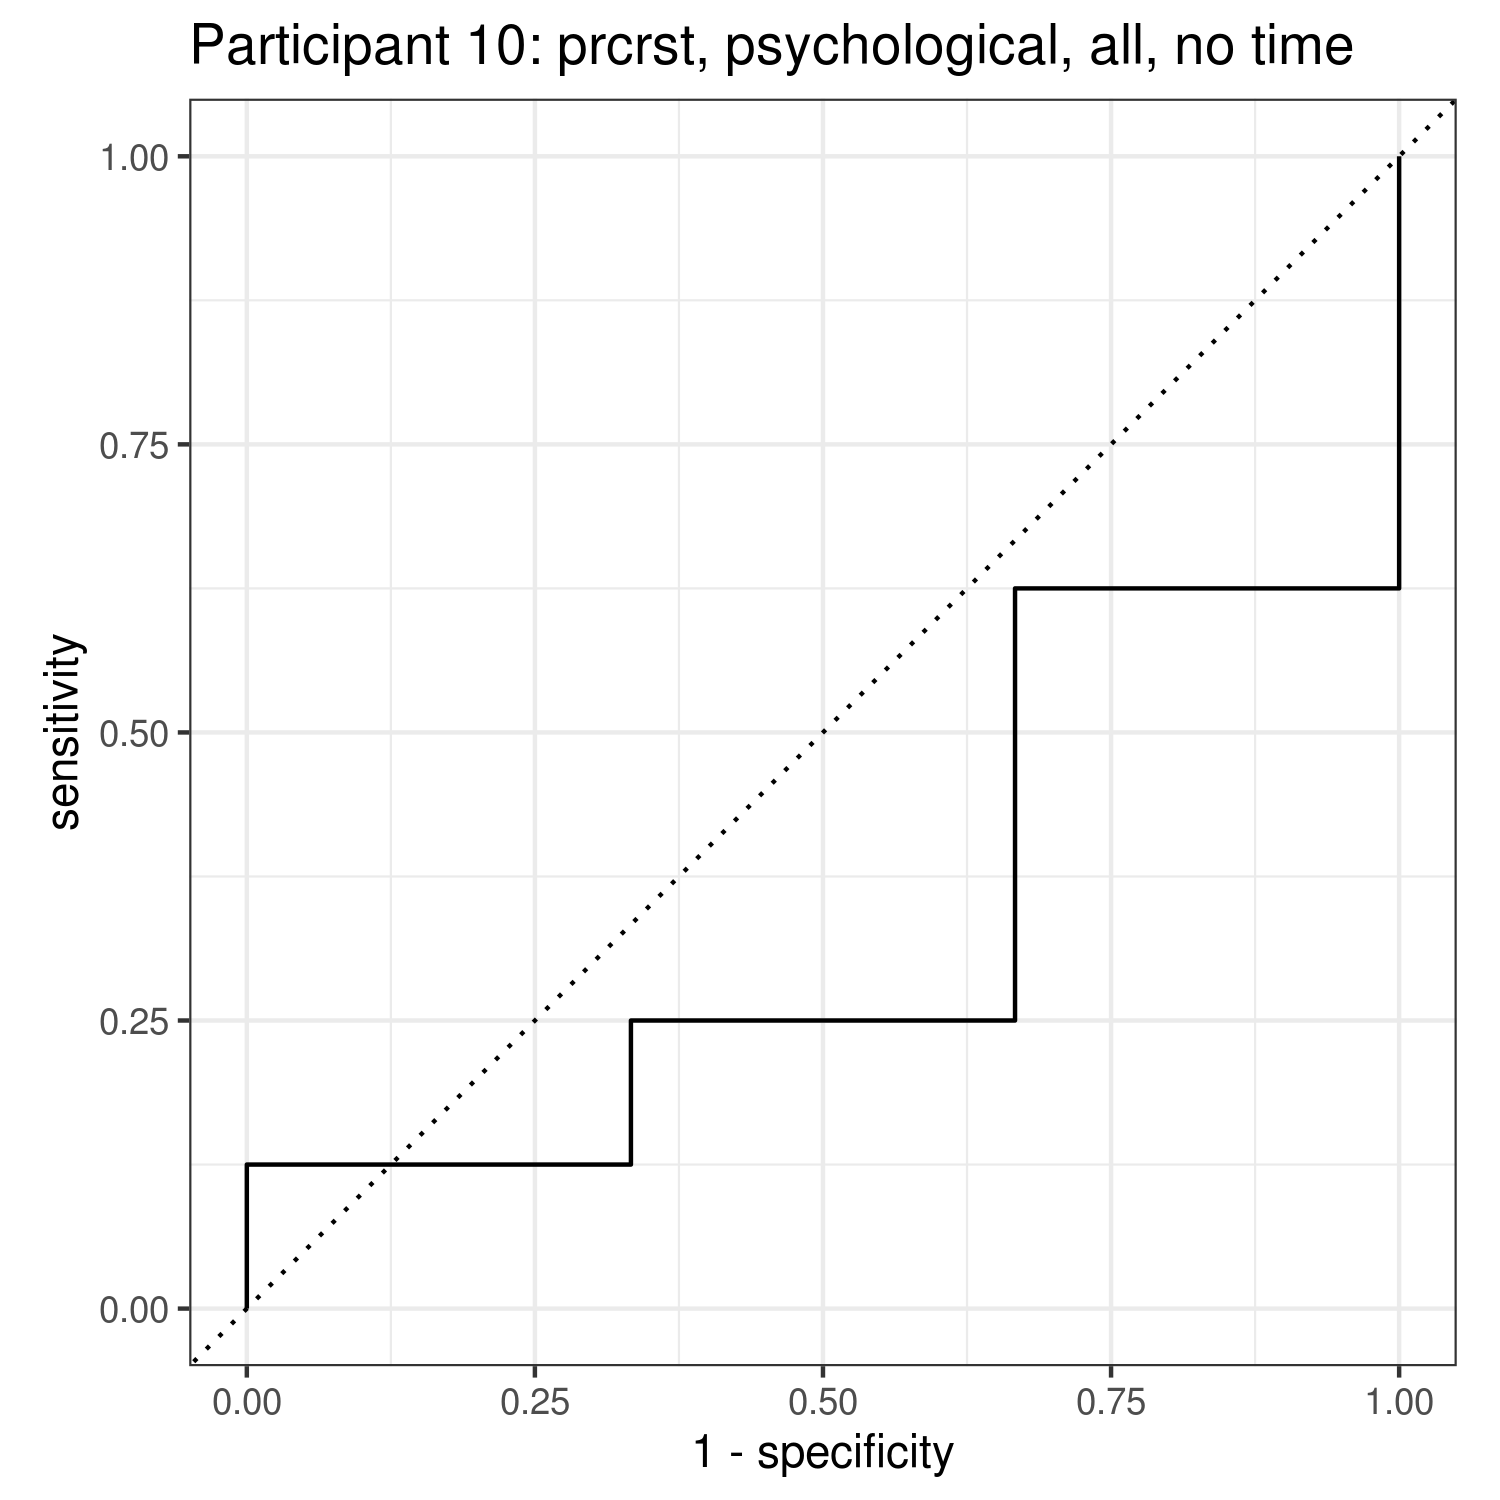 Participant 10: prcrst, psychological, all, no time
1.00
0.75
0.50
0.25
0.00
sensitivity
0.00 0.25 0.50 0.75 1.00
1 - specificity